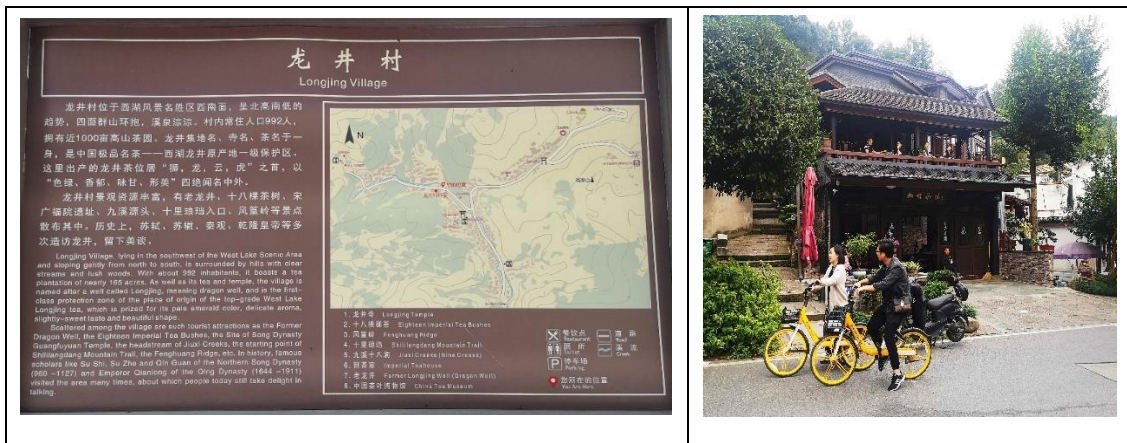 龙井村
Longjing Village
龙井村位于西湖风景名胜区西南面，呈北高南低的
趋势，四面群山环抱，溪泉淙淙。村内常住人口992人，
拥有近1000亩高山茶园。龙井集地名、寺名、茶名于一
身，是中国极品名茶——西湖龙井原产地一级保护区，
这里出产的龙井茶位居“狮，龙，云，虎”之首，以
“色绿、香郁、味甘、形美”四绝闻名中外。
龙井村景观资源丰富，有老龙井、十八棵茶树、宋
广福院遗址、九溪源头、十里琅珰入口、风篁岭等景点
散布其中。历史上，苏轼、苏辙、秦观、乾隆皇帝等多
次造访龙井，留下美谈。
Longjing Village, lying in the southwest of the West Lake Scenic Area
and sloping gently from north to south, is surrounded by hills with clear
streams and lush woods. With about 992 inhabitants, it boasts a tea
plantation of nearly 165 acres. As well as its tea and temple, the village is
named after a well called Longjing, meaning dragon well, and in the first-
class protection zone of the place of origin of the top-grade West Lake
Longjing tea, which is prized for its pale emerald color, delicate aroma,
slightly-sweet taste and beautiful shape.
Scattered among the village are such tourist attractions as the Former
Dragon Well, the Eighteen Imperial Tea Bushes, the Site of Song Dynasty
Guangfuyuan Temple, the headstream of Jiuxi Creeks, the starting point of
Shililangdang Mountain Trail, the Fenghuang Ridge, etc. In history, famous
scholars like Su Shi, Su Zhe and Qin Guan of the Northern Song Dynasty
(960 -1127) and Emperor Qianlong of the Qing Dynasty (1644 -1911)
visited the area many times, about which people today still take delight in
talking.
N
1. 龙井寺 Longjing Temple
2. 十八棵御茶 Eighteen Imperial Tea Bushes
3. 风篁岭 Fenghuang Ridge
4. 十里琅珰 Shililangdang Mountain Trail
5. 九溪十八涧 Jiuxi Creeks (Nine Creeks)
6. 御茶室 Imperial Teahouse
7. 老龙井 Former Longjing Well (Dragon Well)
8. 中国茶叶博物馆 China Tea Museum
餐饮点
Restaurant
厕所
Toilet
P 停车场
Parking
道路
Road
溪流
Creek
您所在的位置
You Are Here